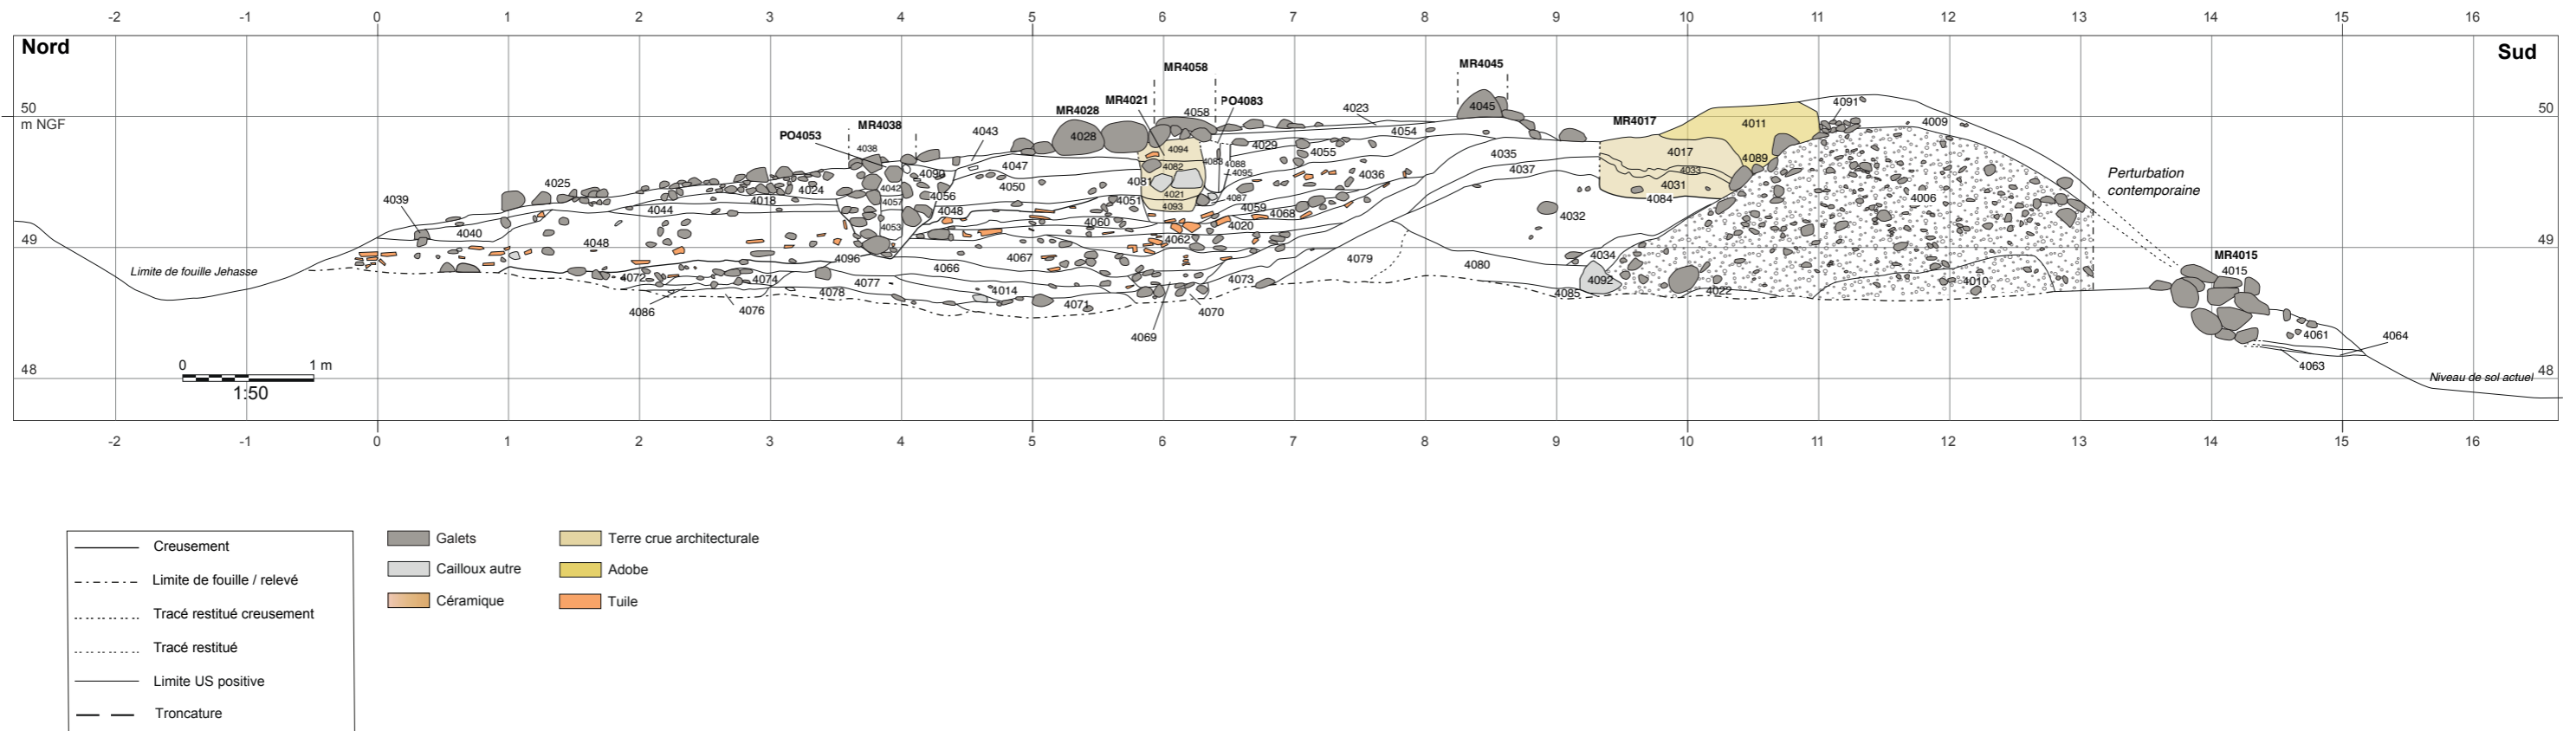 -2 -1 0 1 2 3 4 5 6 7 8 9 10 11 12 13 14 15 16
Nord
Sud
MR4058
MR4045
MR4028
MR4021
PO4083
PO4053
MR4038
MR4017
50
m NGF
50
4058
4023
4045
4091
4009
4011
4028
4043
4054
4038
4094
4029
4055
4035
4017
4089
4047
4082
4083
4088
4095
4037
4033
4036
4090
4025
4024
4042
4050
4081
4031
4039
4018
4057
4056
4051
4021
4087
4084
4006
4044
4048
4093
4059
4068
4032
4040
4053
4060
4020
49
4048
4062
49
Perturbation
contemporaine
Limite de fouille Jehasse
4096
4066
4067
4079
4080
4034
MR4015
4015
4072
4074
4077
4078
4014
4073
4092
4022
4010
4085
4086
4076
4071
4069
4070
4061
4064
4063
0 1 m
1:50
48
Niveau de sol actuel
48
-2 -1 0 1 2 3 4 5 6 7 8 9 10 11 12 13 14 15 16
Creusement
Limite de fouille / relevé
Tracé restitué creusement
Tracé restitué
Limite US positive
Troncature
Galets
Cailloux autre
Céramique
Terre crue architecturale
Adobe
Tuile